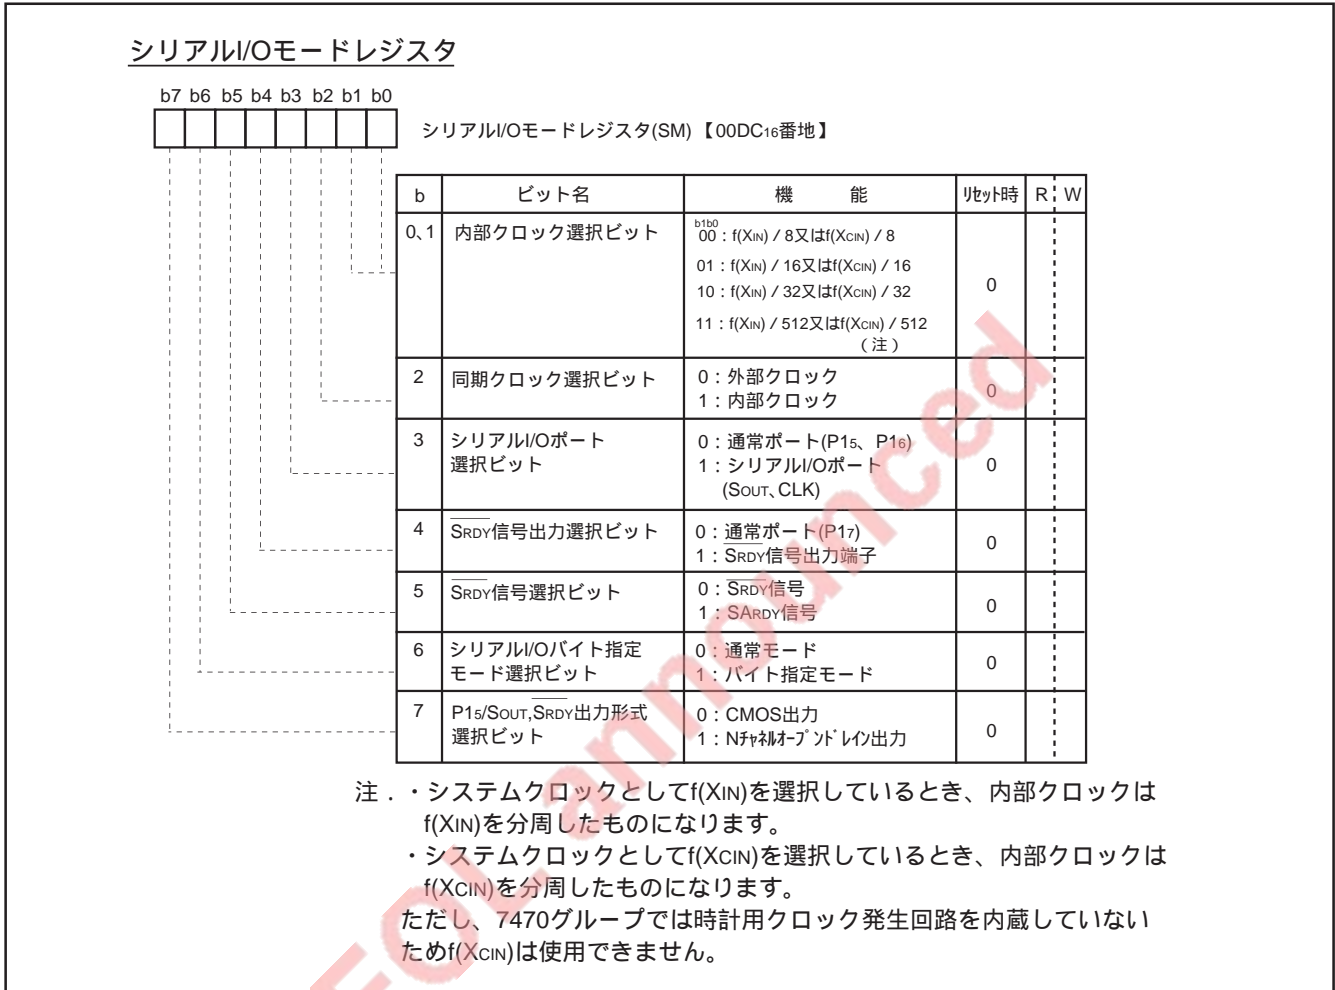 シリアルI/Oモードレジスタ
b7 b6 b5 b4 b3 b2 b1 b0
シリアルI/Oモードレジスタ(SM)【00DC16番地】
b ビット名 機 能 リセット時 R W
0、1 内部クロック選択ビット b1b0
00：f(XIN) / 8又はf(XCIN) / 8
01：f(XIN) / 16又はf(XCIN) / 16
10：f(XIN) / 32又はf(XCIN) / 32
11：f(XIN) / 512又はf(XCIN) / 512
（注）
0
2 同期クロック選択ビット 0：外部クロック
1：内部クロック
0
3 シリアルI/Oポート
選択ビット
0：通常ポート(P15、P16)
1：シリアルI/Oポート
(SOUT、CLK)
0
4 SRDY信号出力選択ビット 0：通常ポート(P17)
1：SRDY信号出力端子
0
5 SRDY信号選択ビット 0：SRDY信号
1：SARDY信号
0
6 シリアルI/Oバイト指定
モード選択ビット
0：通常モード
1：バイト指定モード
0
7 P15/SOUT,SRDY出力形式
選択ビット
0：CMOS出力
1：Nチャネルオープンドレイン出力
0
注．・システムクロックとしてf(XIN)を選択しているとき、内部クロックは
f(XIN)を分周したものになります。
・システムクロックとしてf(XCIN)を選択しているとき、内部クロックは
f(XCIN)を分周したものになります。
ただし、7470グループでは時計用クロック発生回路を内蔵していない
ためf(XCIN)は使用できません。
EOL announced